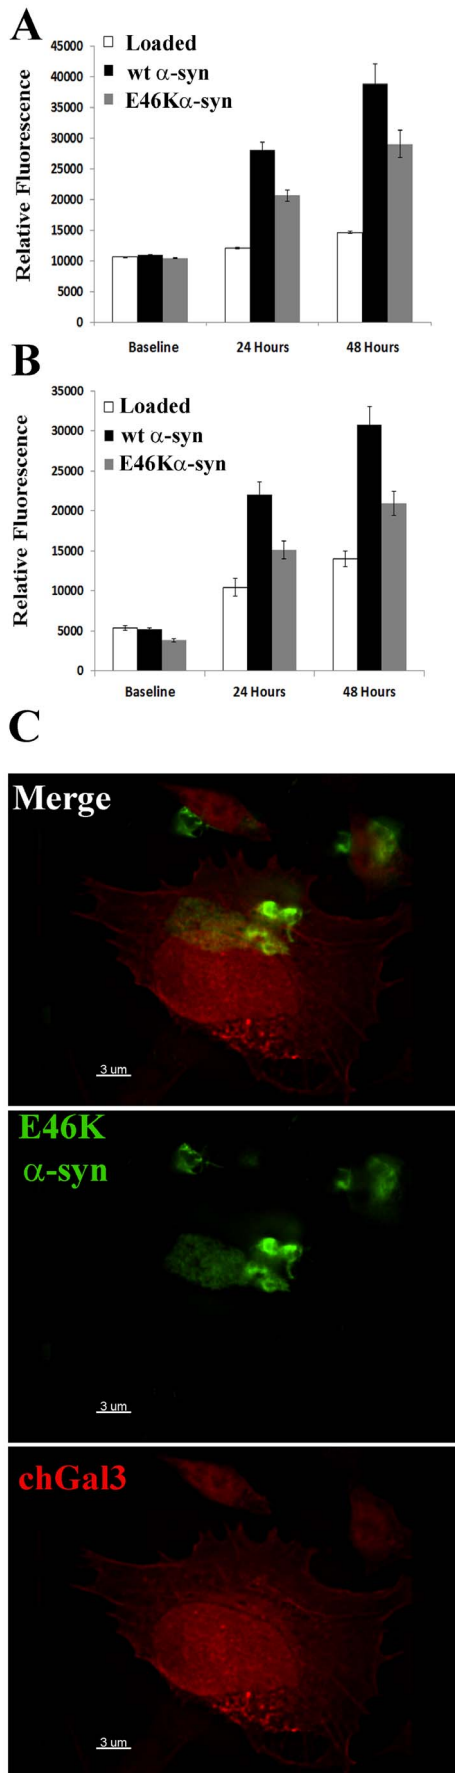 A
Relative Fluorescence
45000
40000
35000
30000
25000
20000
15000
10000
5000
0
Loaded
wt α-syn
E46Kα-syn
Baseline
24 Hours
48 Hours
B
Relative Fluorescence
35000
30000
25000
20000
15000
10000
5000
0
Loaded
wt α-syn
E46Kα-syn
Baseline
24 Hours
48 Hours
C
Merge
3 um
E46K
α-syn
3 um
chGal3
3 um